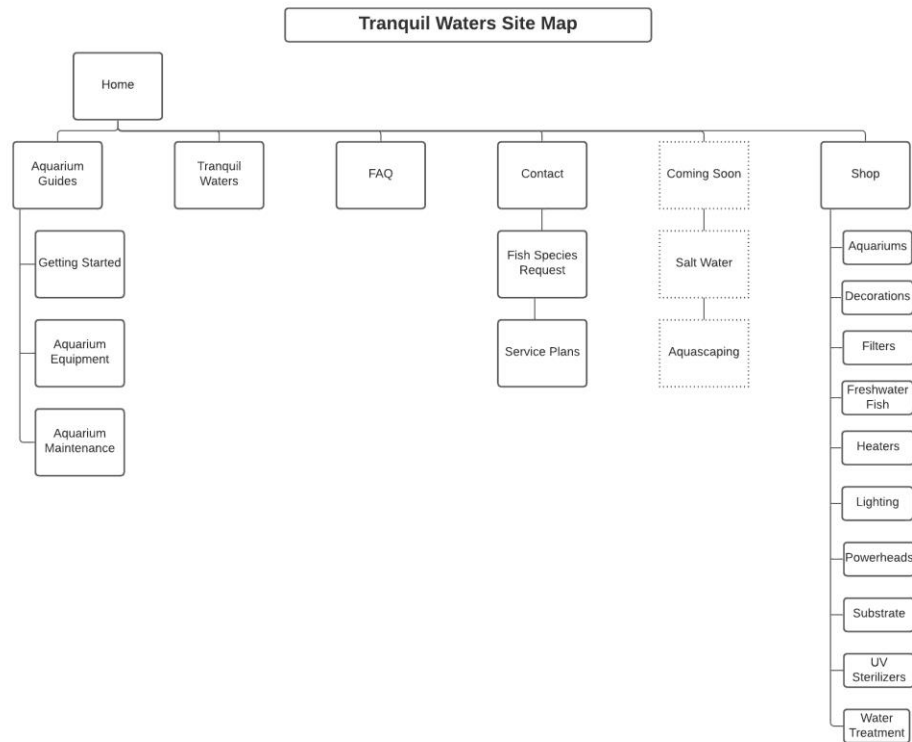 Tranquil Waters Site Map
Home
Aquarium
Guides
Tranquil
Waters
FAQ
Contact
Coming Soon
Shop
Getting Started
Aquarium
Equipment
Aquarium
Maintenance
Fish Species
Request
Service Plans
Salt Water
Aquascaping
Aquariums
Decorations
Filters
Freshwater
Fish
Heaters
Lighting
Powerheads
Substrate
UV
Sterilizers
Water
Treatment